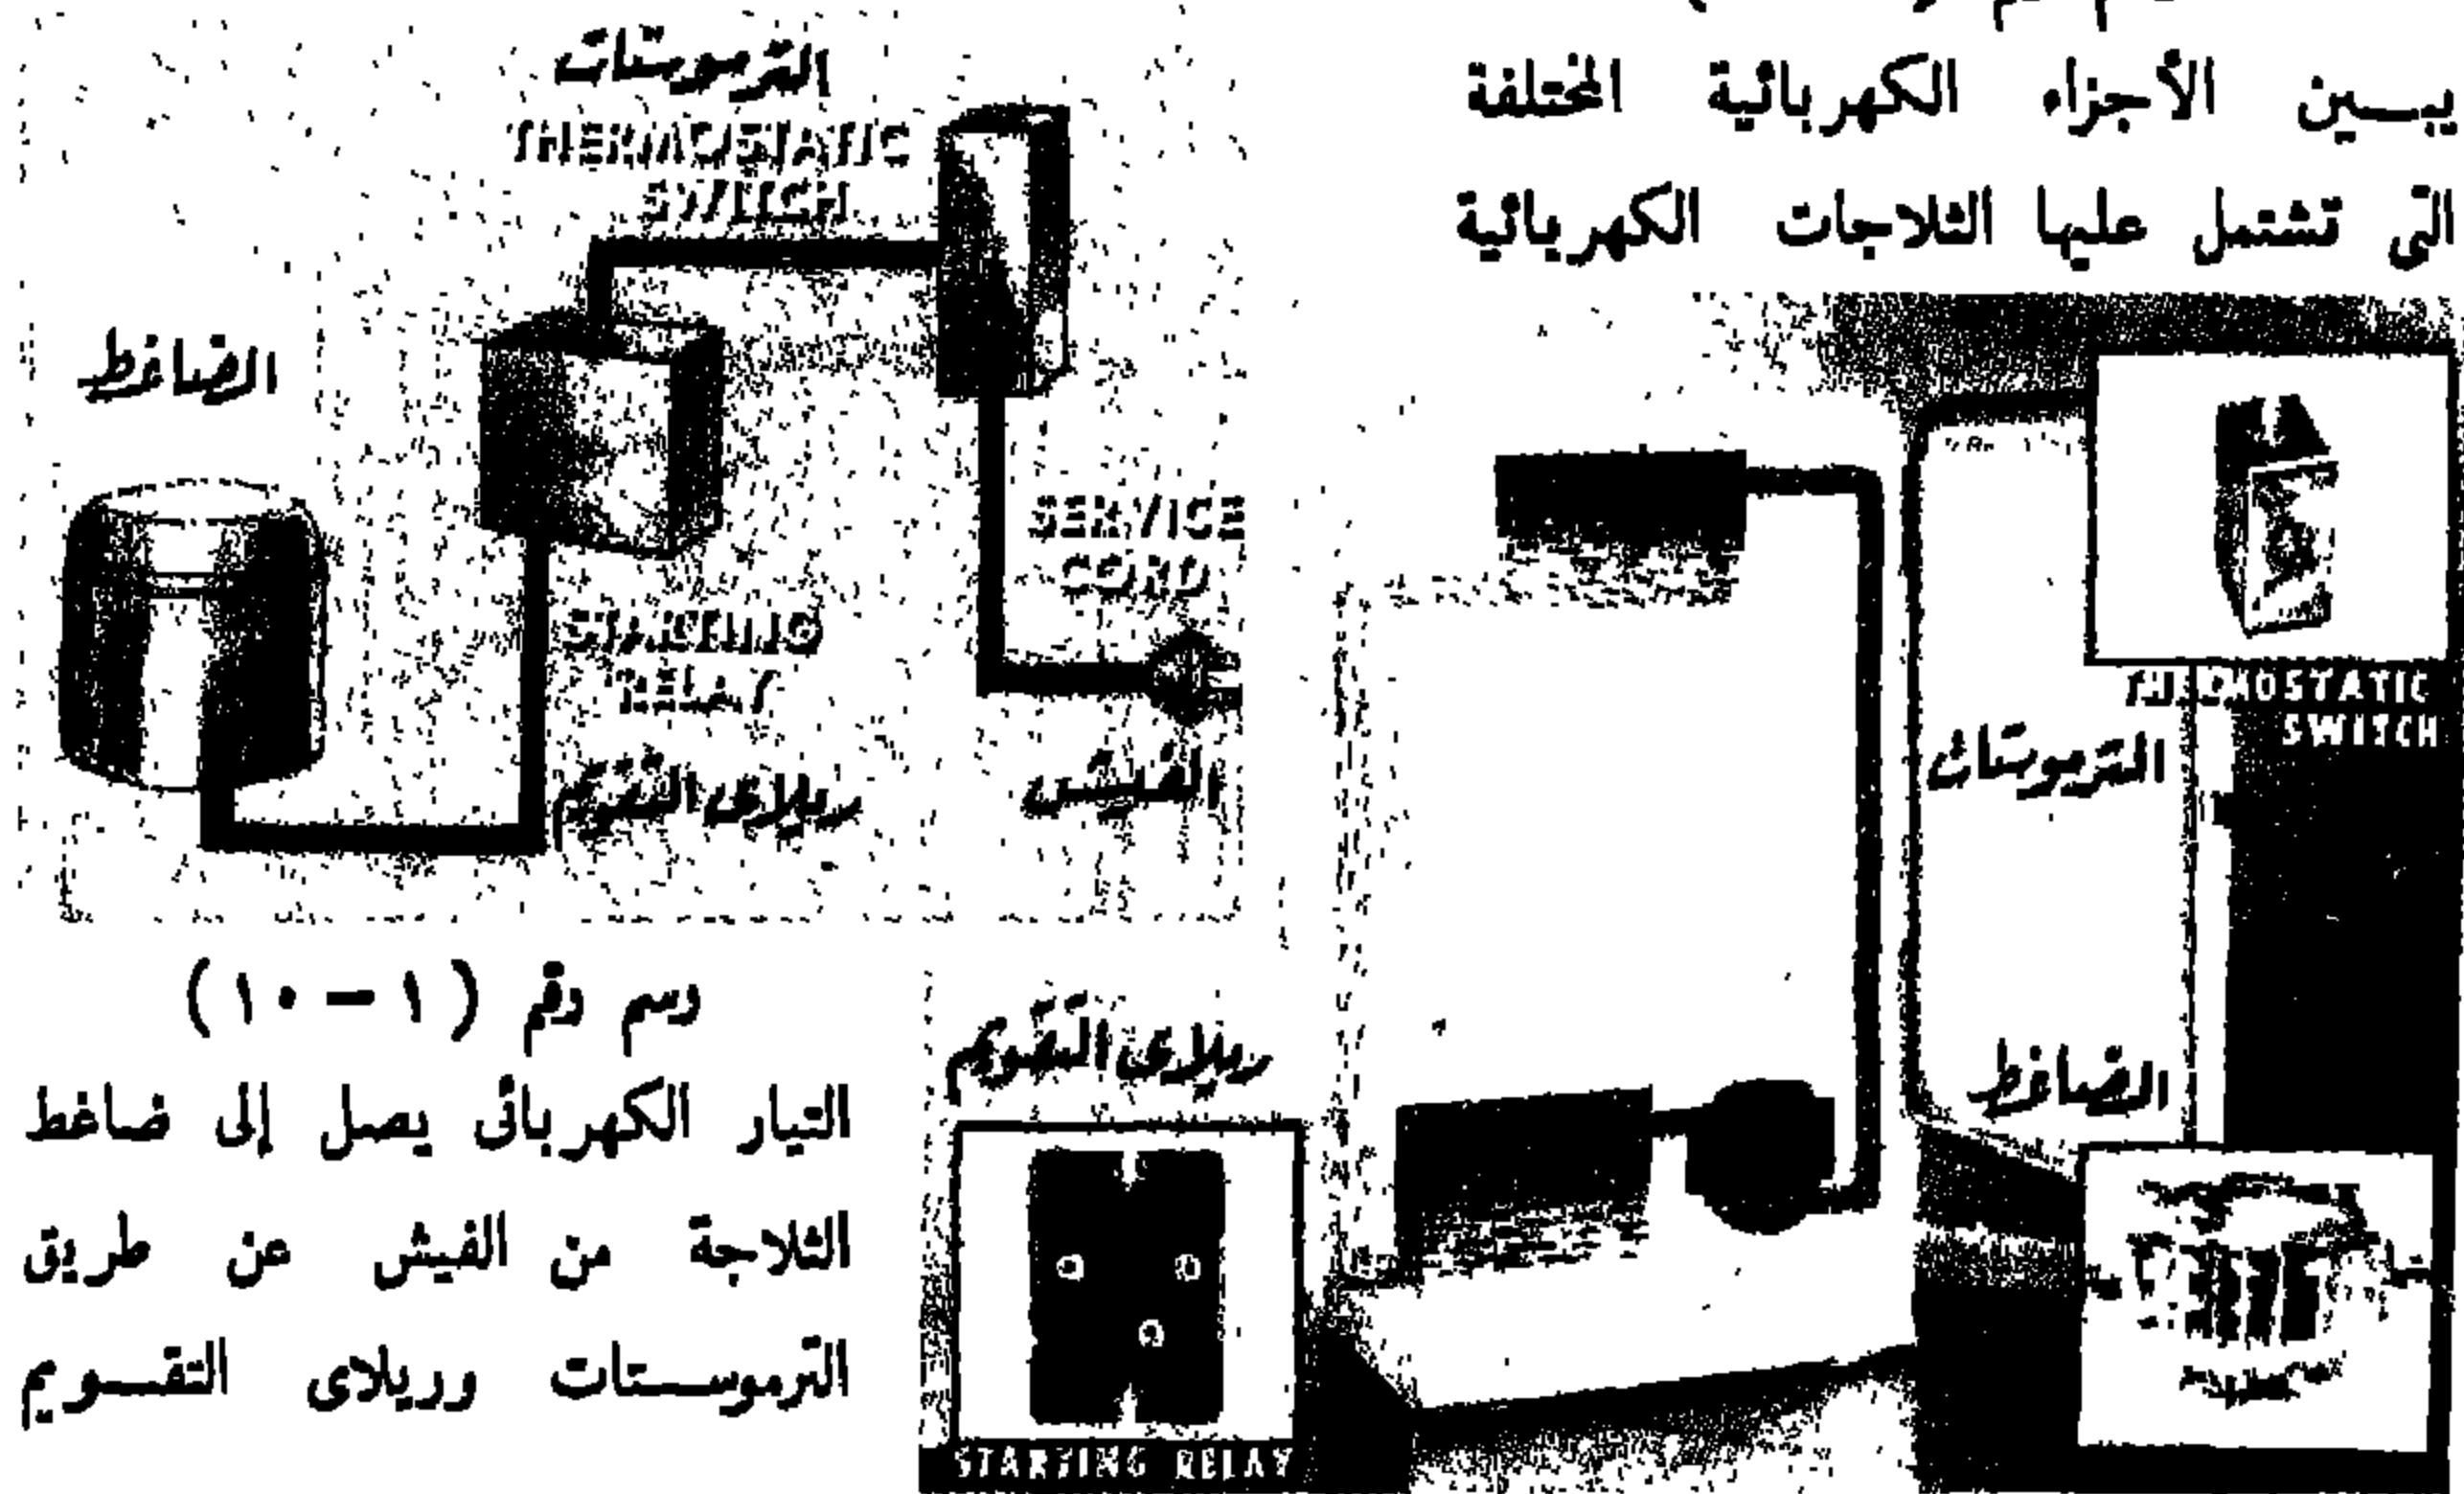 يبين الأجزاء الكهربائية المختلفة
التى تشتمل عليها الثلاجات الكهربائية
الترموستات
THERMOSTATIC
SWITCH
الضاغط
SERVICE
CORD
STARTING
RELAY
ريلاى التقويم
الفيش
رسم رقم (١ – ١٠)
التيار الكهربائى يصل إلى ضاغط
الثلاجة من الفيش عن طريق
الترموستات وريلاى التقويم
THERMOSTATIC
SWITCH
الترموستات
الضاغط
ريلاى التقويم
STARTING RELAY